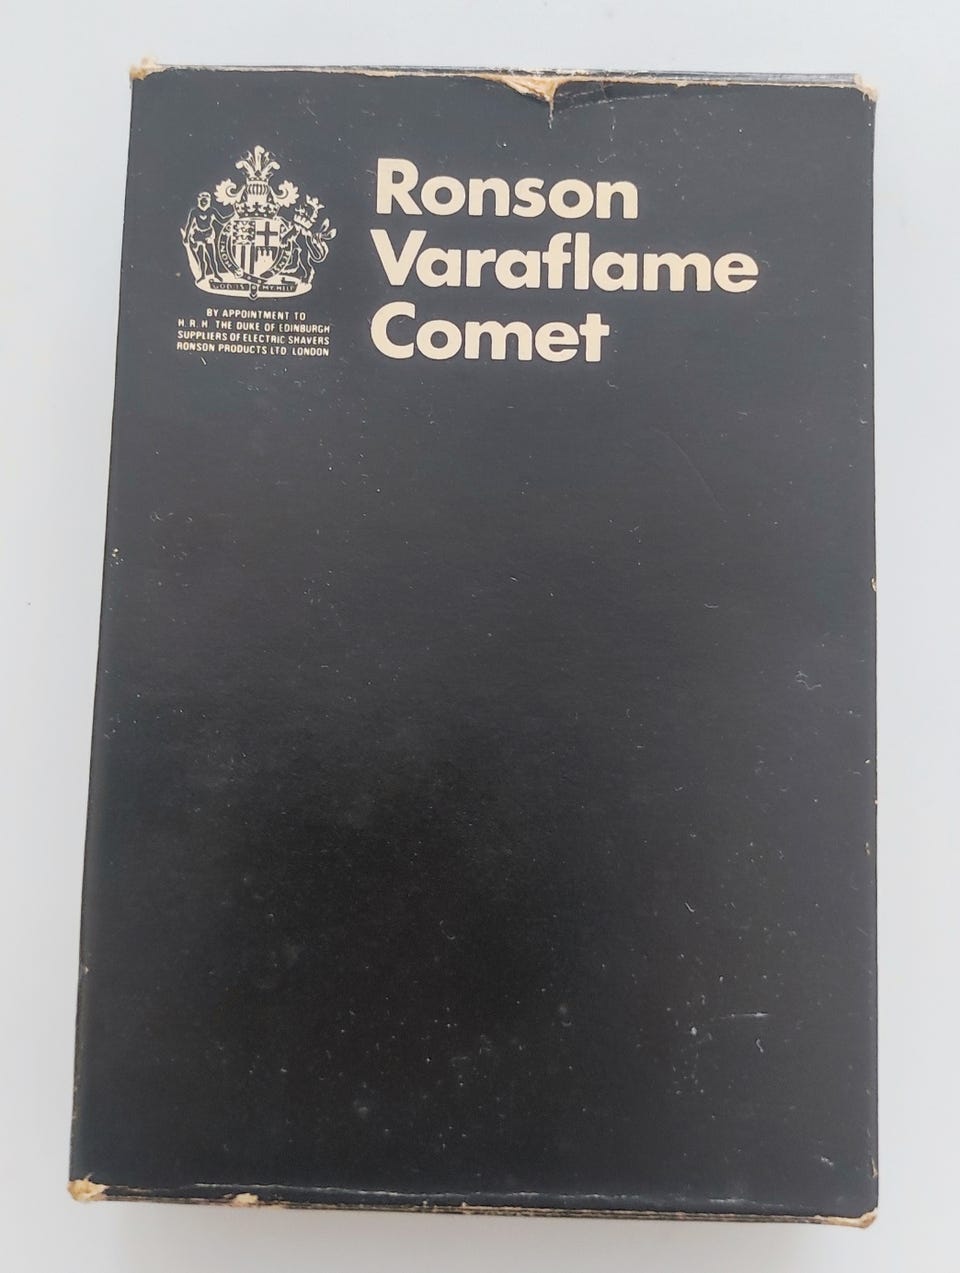 Ronson
Varaflame
Comet
BY APPOINTMENT TO
H. R. H. THE DUKE OF EDINBURGH
SUPPLIERS OF ELECTRIC SHAVERS
RONSON PRODUCTS LTD LONDON